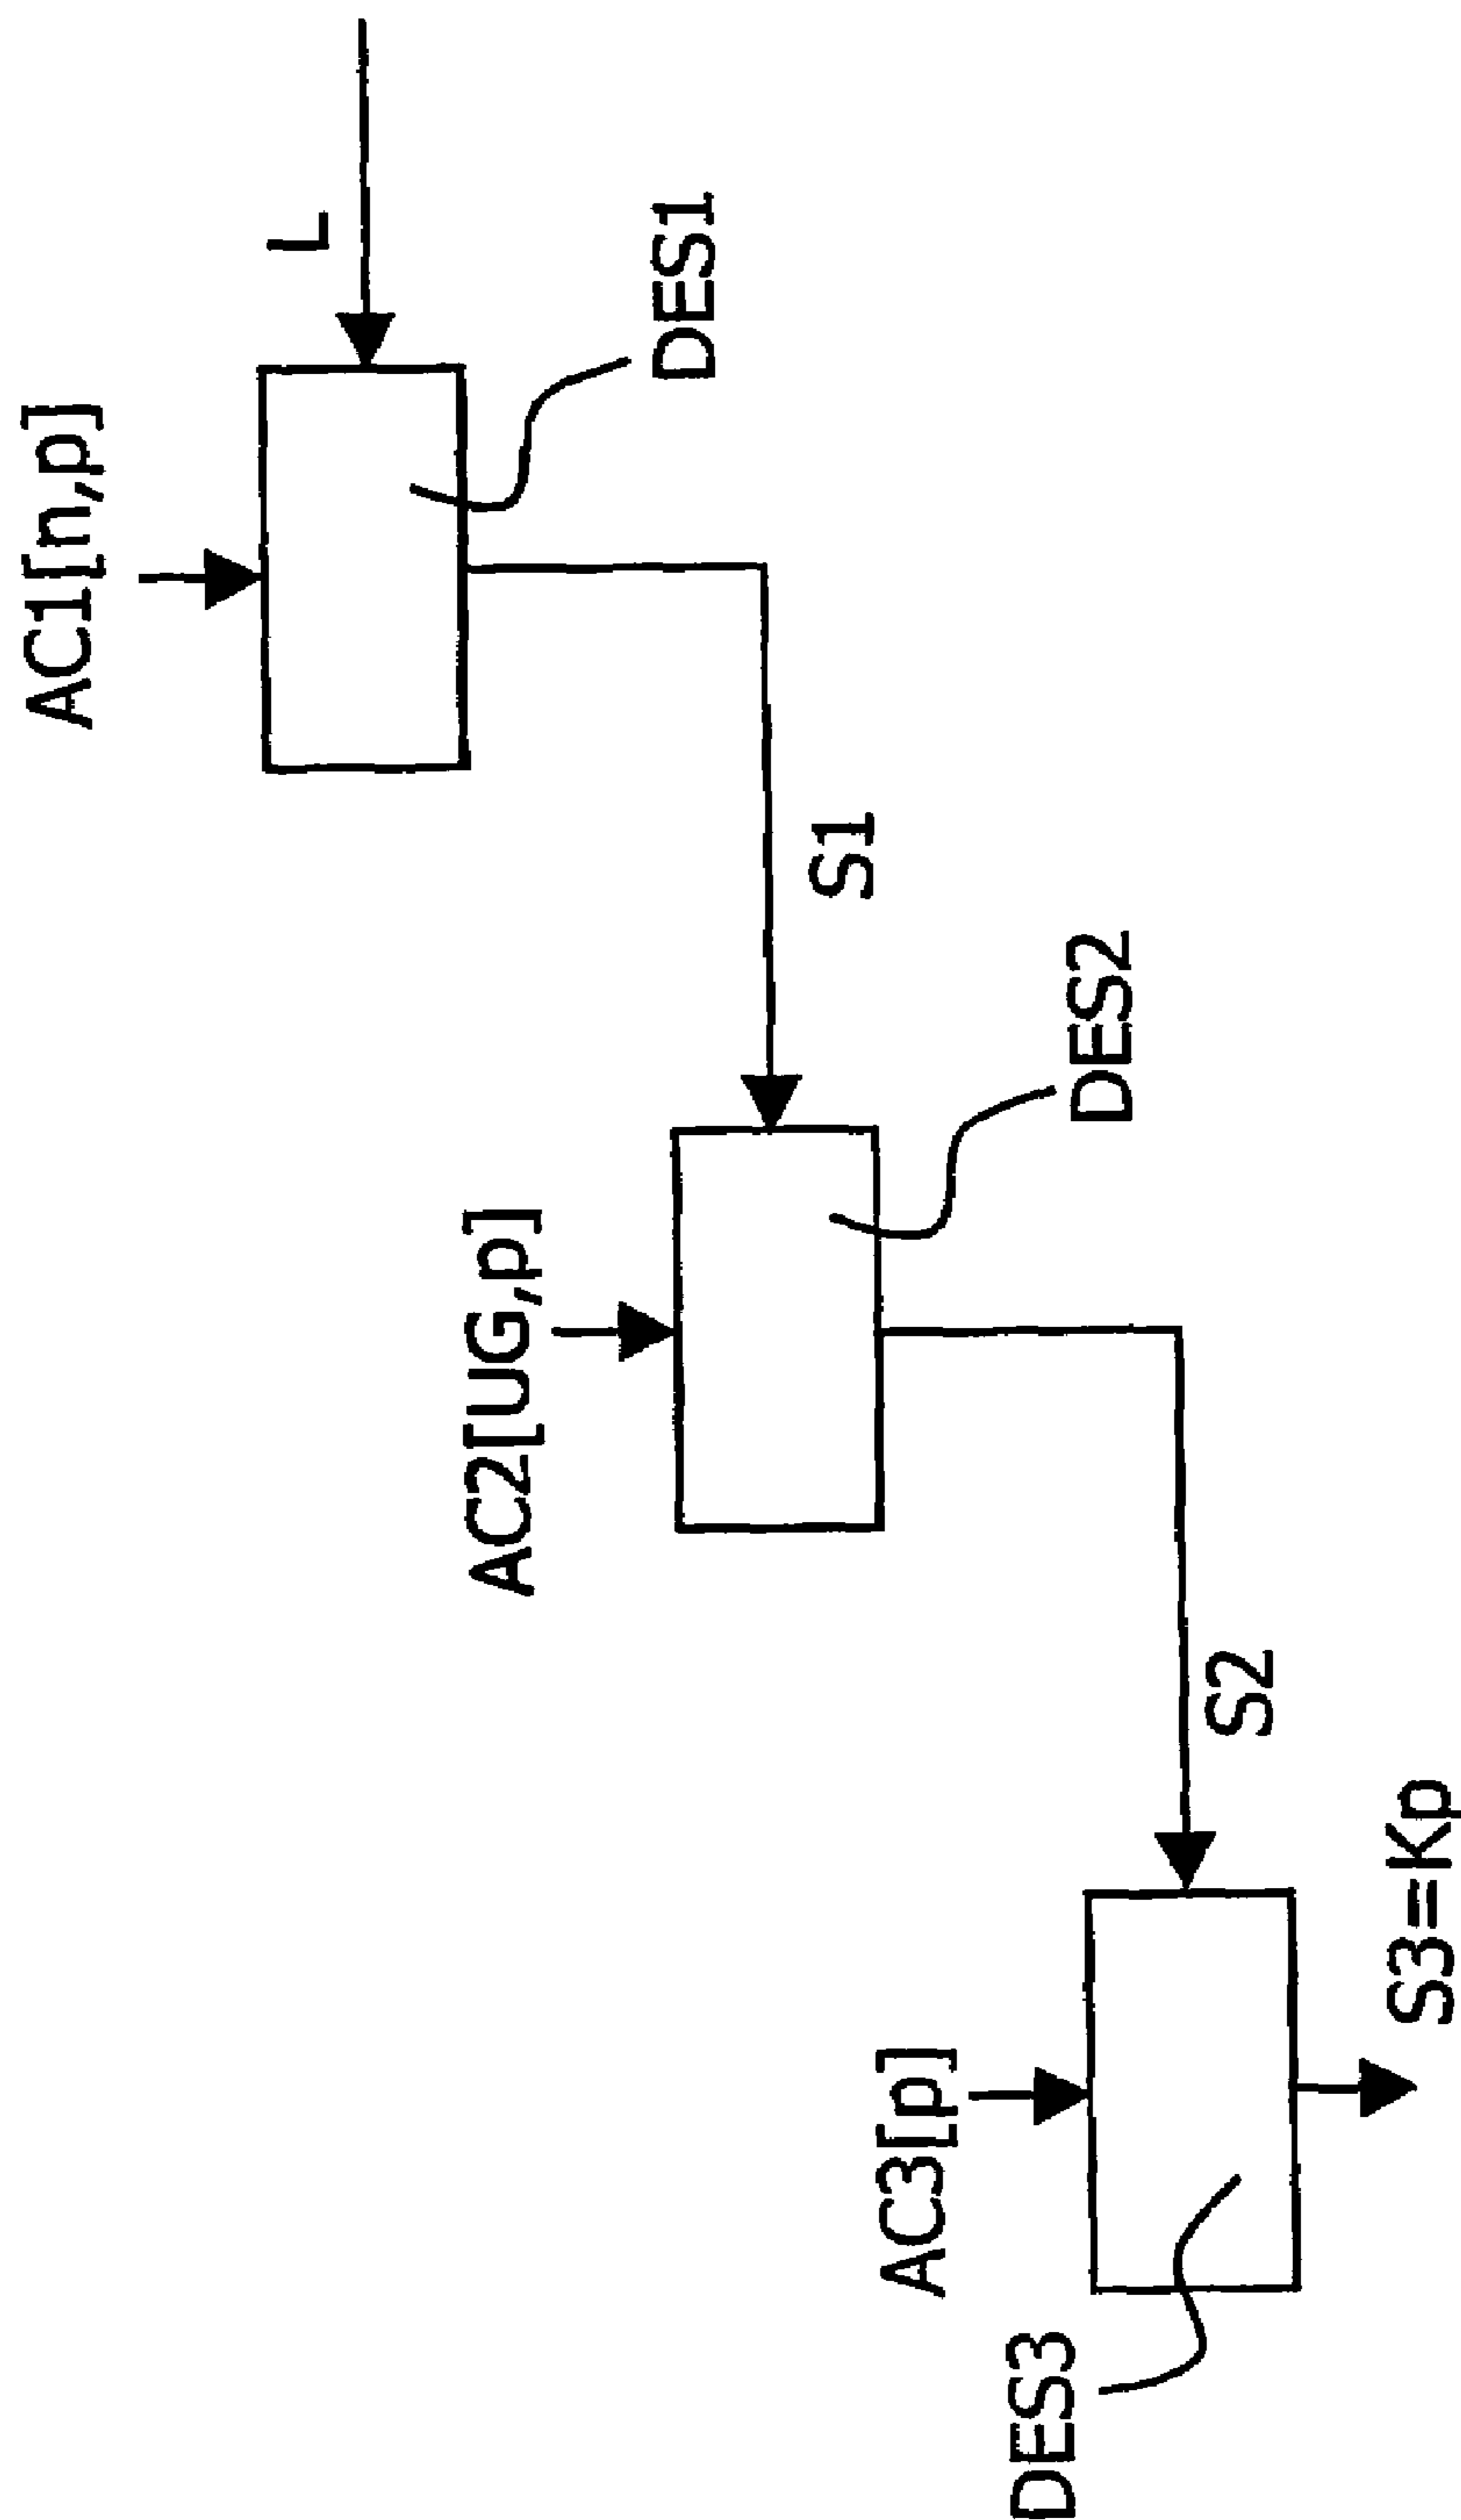 AC1[n,p]
L
DES1
S1
AC2[UG,p]
DES2
S2
AC3[p]
DES3
S3=Kp